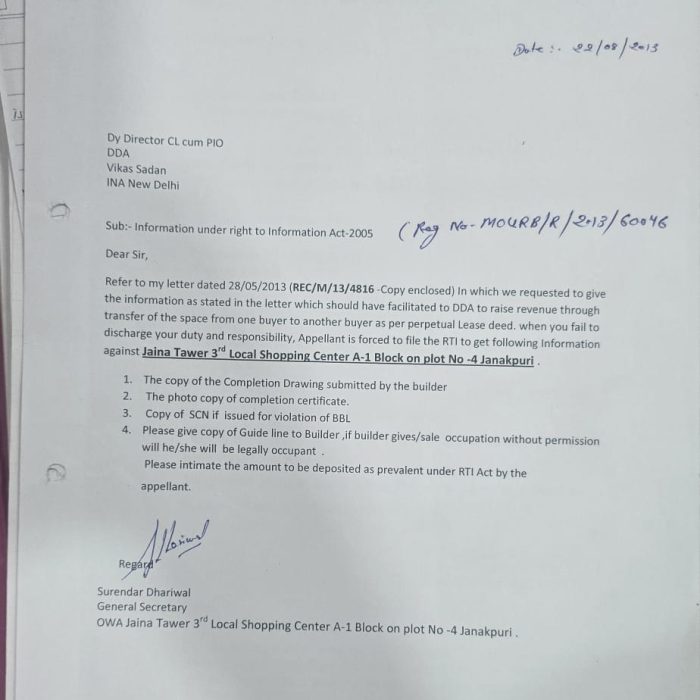 Date :. 22/08/2013
Dy Director CL cum PIO
DDA
Vikas Sadan
INA New Delhi
Sub:- Information under right to Information Act-2005 (Reg No- MOURB/R/2013/60046
Dear Sir,
Refer to my letter dated 28/05/2013 (REC/M/13/4816 -Copy enclosed) In which we requested to give
the information as stated in the letter which should have facilitated to DDA to raise revenue through
transfer of the space from one buyer to another buyer as per perpetual Lease deed. when you fail to
discharge your duty and responsibility, Appellant is forced to file the RTI to get following Information
against Jaina Tawer 3rd Local Shopping Center A-1 Block on plot No -4 Janakpuri .
1. The copy of the Completion Drawing submitted by the builder
2. The photo copy of completion certificate.
3. Copy of SCN if issued for violation of BBL
4. Please give copy of Guide line to Builder ,if builder gives/sale occupation without permission
will he/she will be legally occupant .
Please intimate the amount to be deposited as prevalent under RTI Act by the
appellant.
Regard
Surendar Dhariwal
General Secretary
OWA Jaina Tawer 3rd Local Shopping Center A-1 Block on plot No -4 Janakpuri .